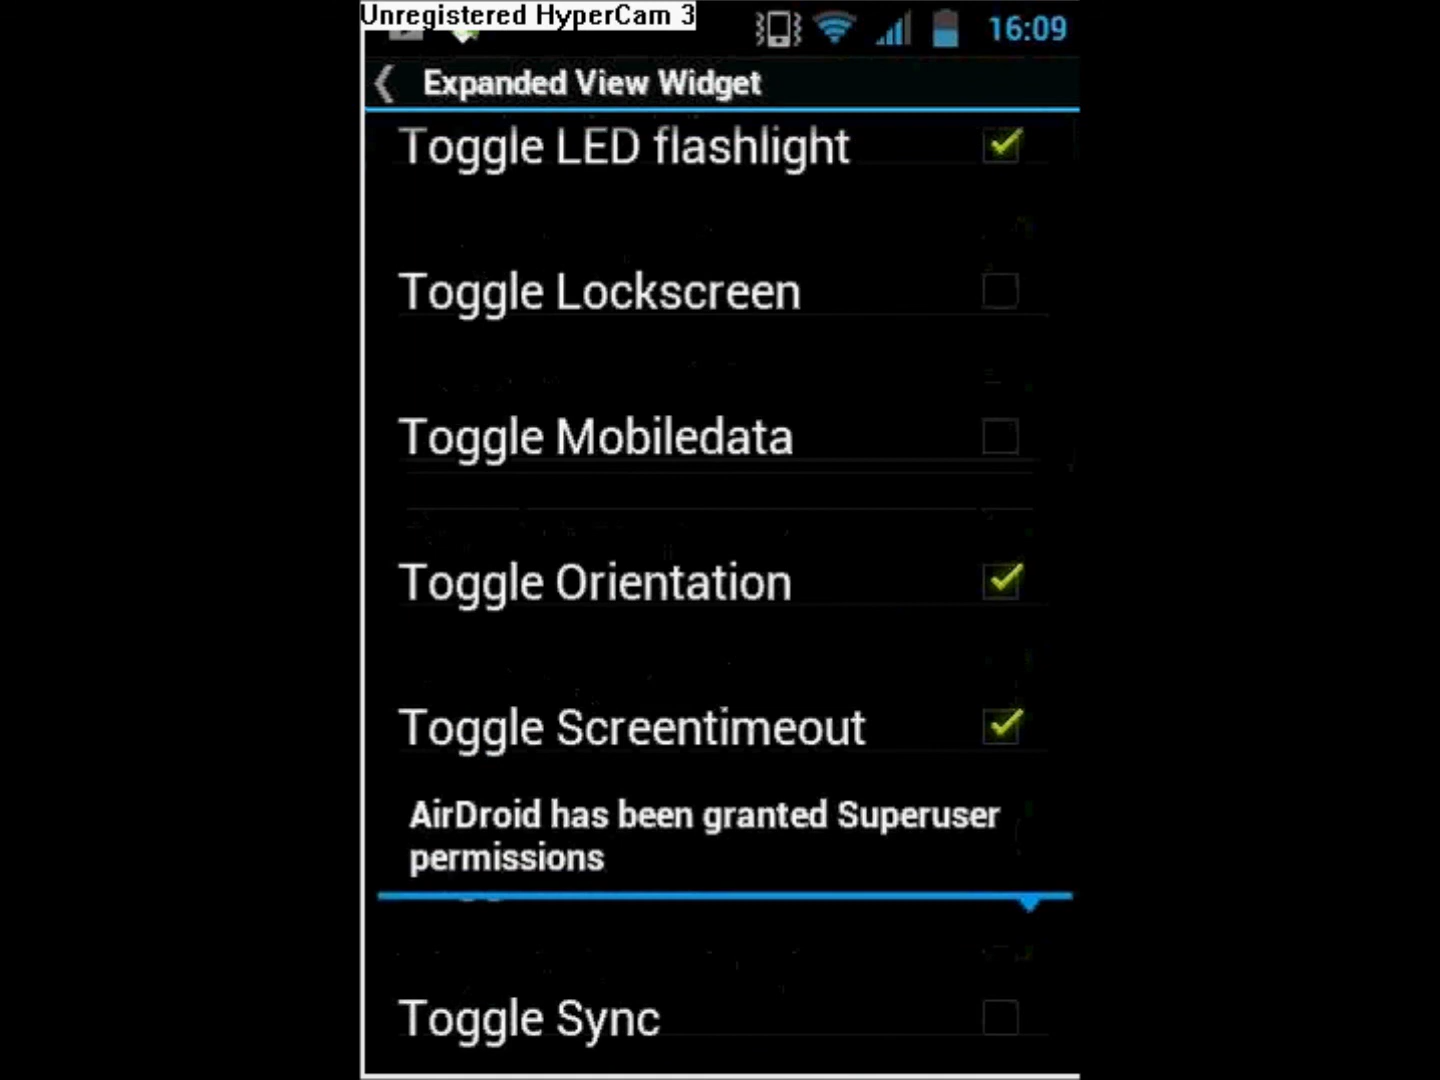 Unregistered HyperCam 3
16:09
Expanded View Widget
Toggle LED flashlight
Toggle Lockscreen
Toggle Mobiledata
Toggle Orientation
Toggle Screentimeout
AirDroid has been granted Superuser
permissions
Toggle Sync